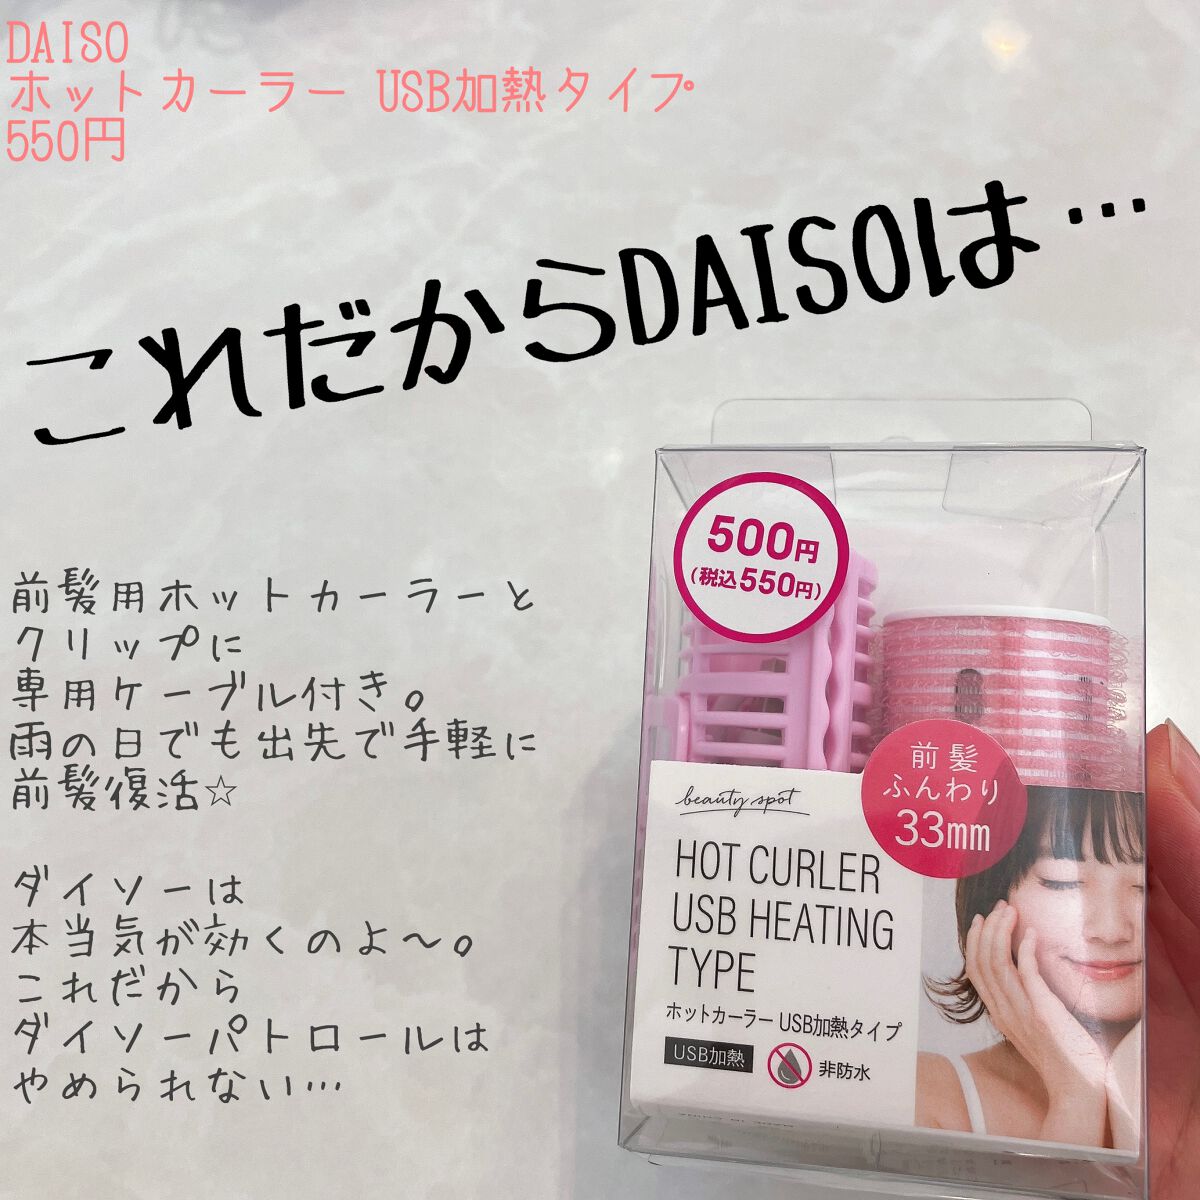 DAISO
ホットカーラー USB加熱タイプ
550円
これだからDAISOは…
前髪用ホットカーラーと
クリップに
専用ケーブル付き。
雨の日でも出先で手軽に
前髪復活☆
ダイソーは
本当気が効くのよ～。
これだから
ダイソーパトロールは
やめられない…
500円
(税込550円)
前髪
ふんわり
33mm
beauty spot
HOT CURLER
USB HEATING
TYPE
ホットカーラー USB加熱タイプ
USB加熱
非防水